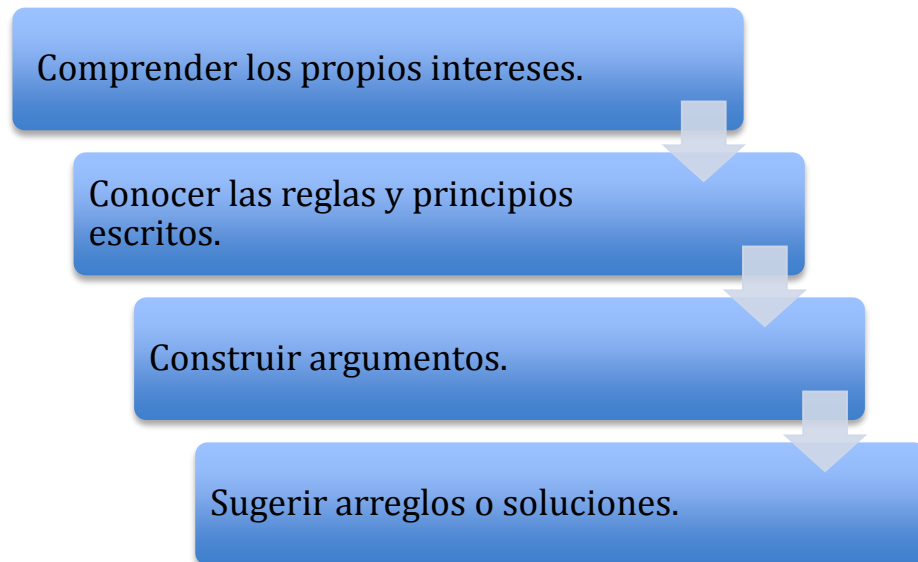 Comprender los propios intereses.
Conocer las reglas y principios
escritos.
Construir argumentos.
Sugerir arreglos o soluciones.